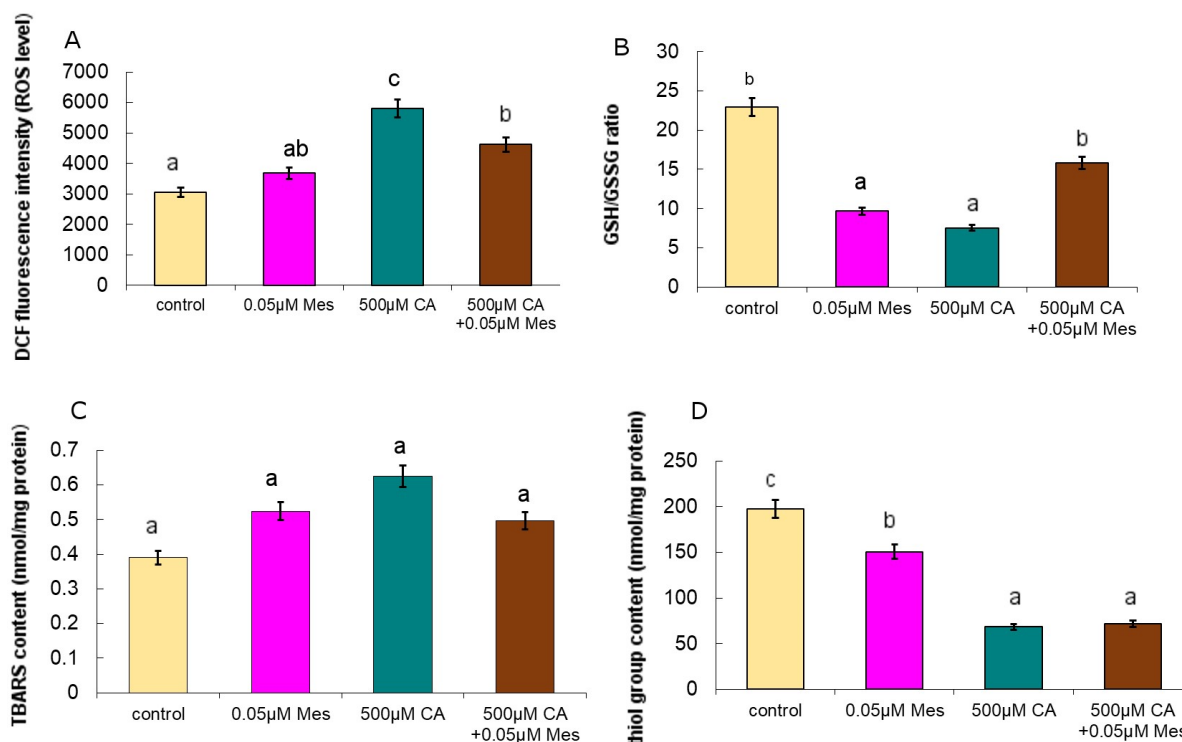 A
DCF fluorescence intensity (ROS level)
7000
6000
5000
4000
3000
2000
1000
0
a
ab
c
b
control
0.05µM Mes
500µM CA
500µM CA
+0.05µM Mes
B
GSH/GSSG ratio
30
25
20
15
10
5
0
b
a
a
b
control
0.05µM Mes
500µM CA
500µM CA
+0.05µM Mes
C
TBARS content (nmol/mg protein)
0.7
0.6
0.5
0.4
0.3
0.2
0.1
0
a
a
a
a
control
0.05µM Mes
500µM CA
500µM CA
+0.05µM Mes
D
thiol group content (nmol/mg protein)
250
200
150
100
50
0
c
b
a
a
control
0.05µM Mes
500µM CA
500µM CA
+0.05µM Mes